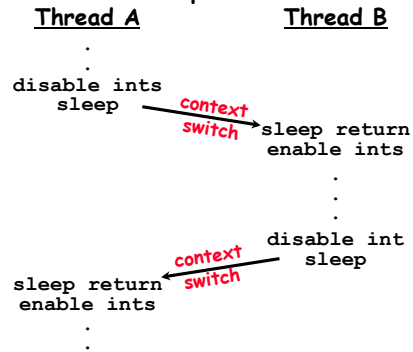 Thread A
Thread B
.
.
disable ints
sleep
context
switch
sleep return
enable ints
.
.
.
disable int
sleep
context
switch
sleep return
enable ints
.
.